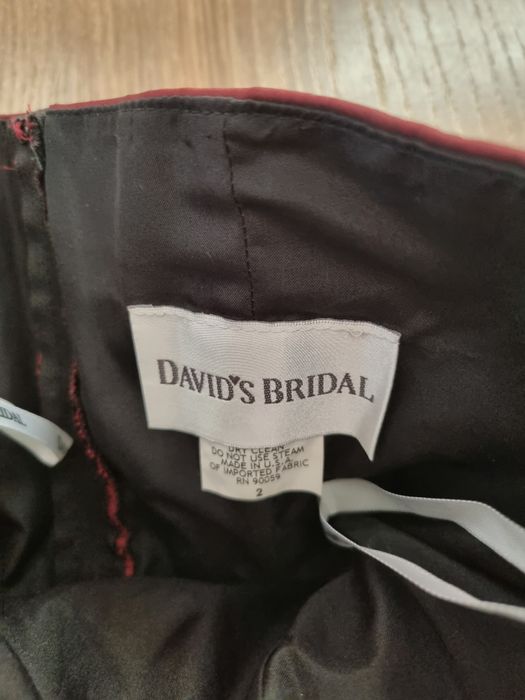 DAVID'S BRIDAL
DRY CLEAN
DO NOT USE STEAM
MADE IN U.S.A.
OF IMPORTED FABRIC
RN 90059
2